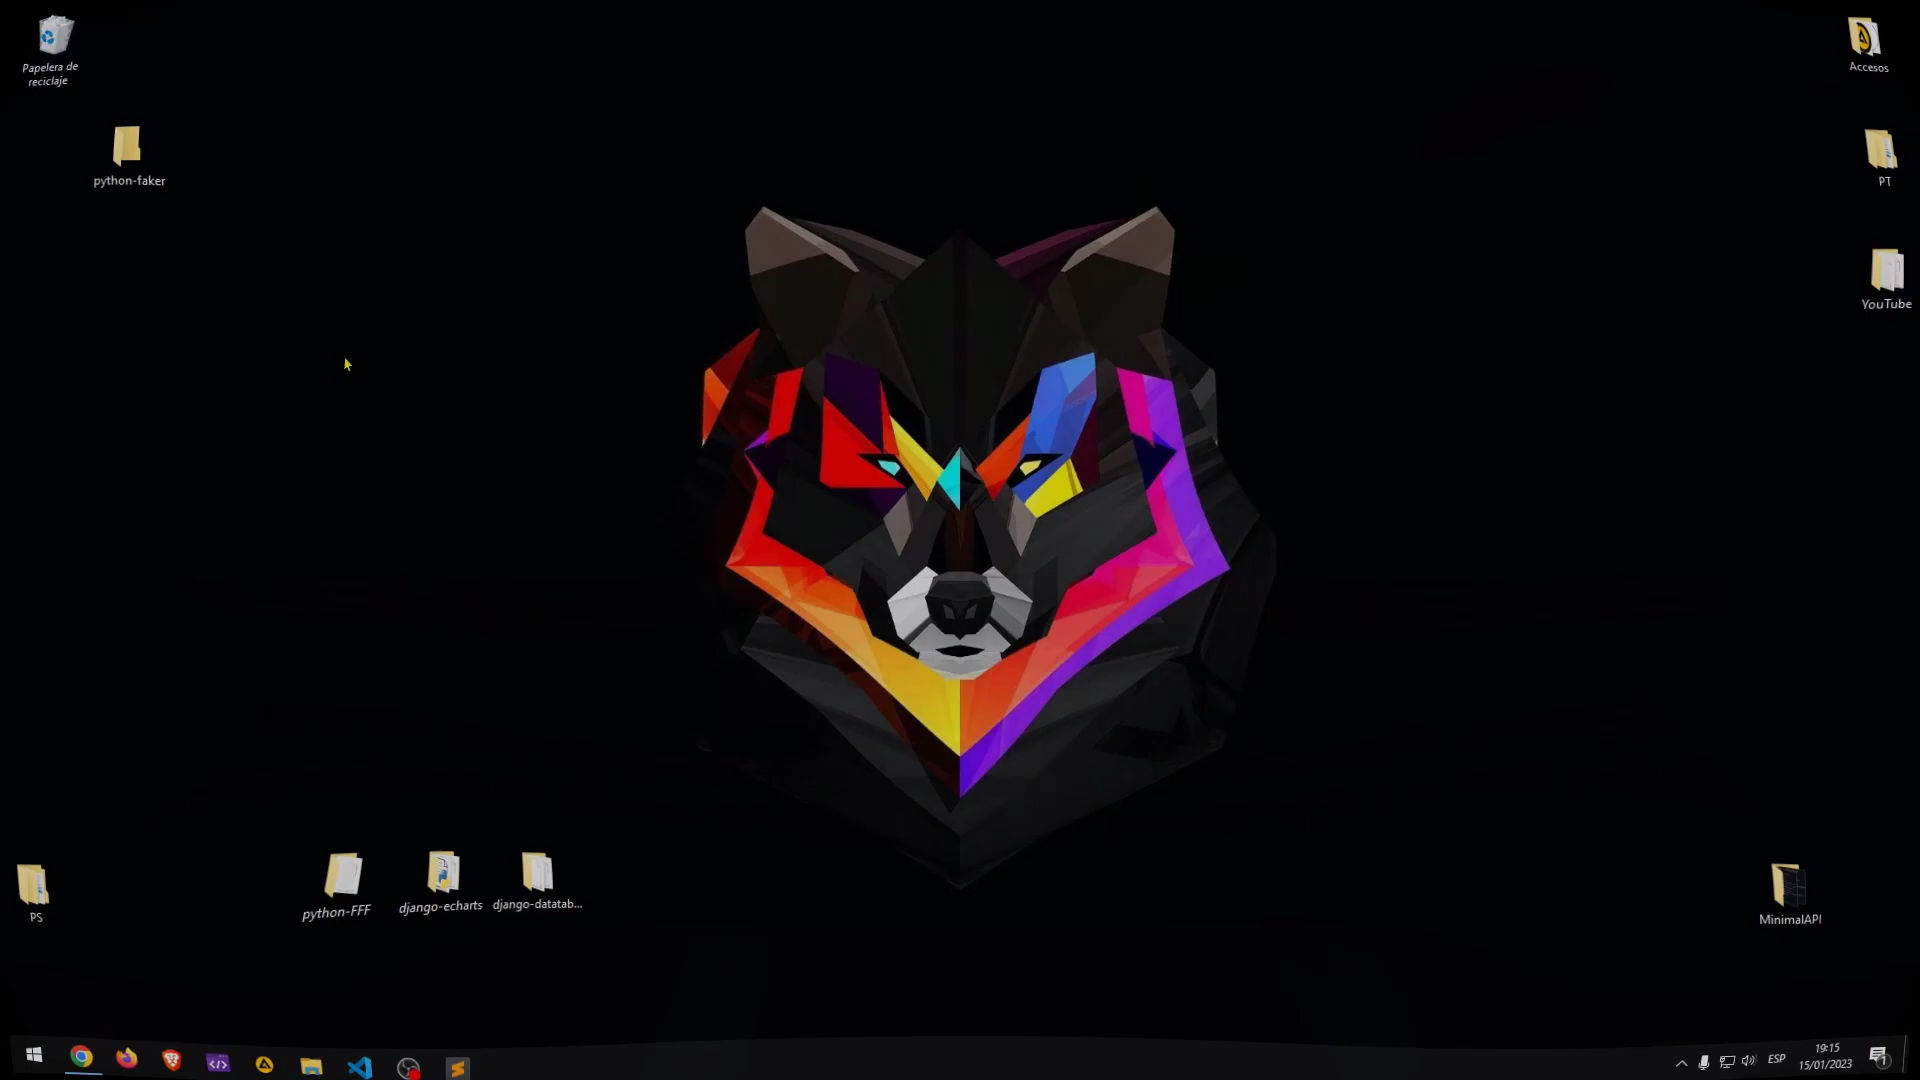 Papelera de
reciclaje
Accesos
python-faker
PT
YouTube
PS
python-FFF
django-echarts
django-datatab...
MinimalAPI
19:15
ESP
15/01/2023
1